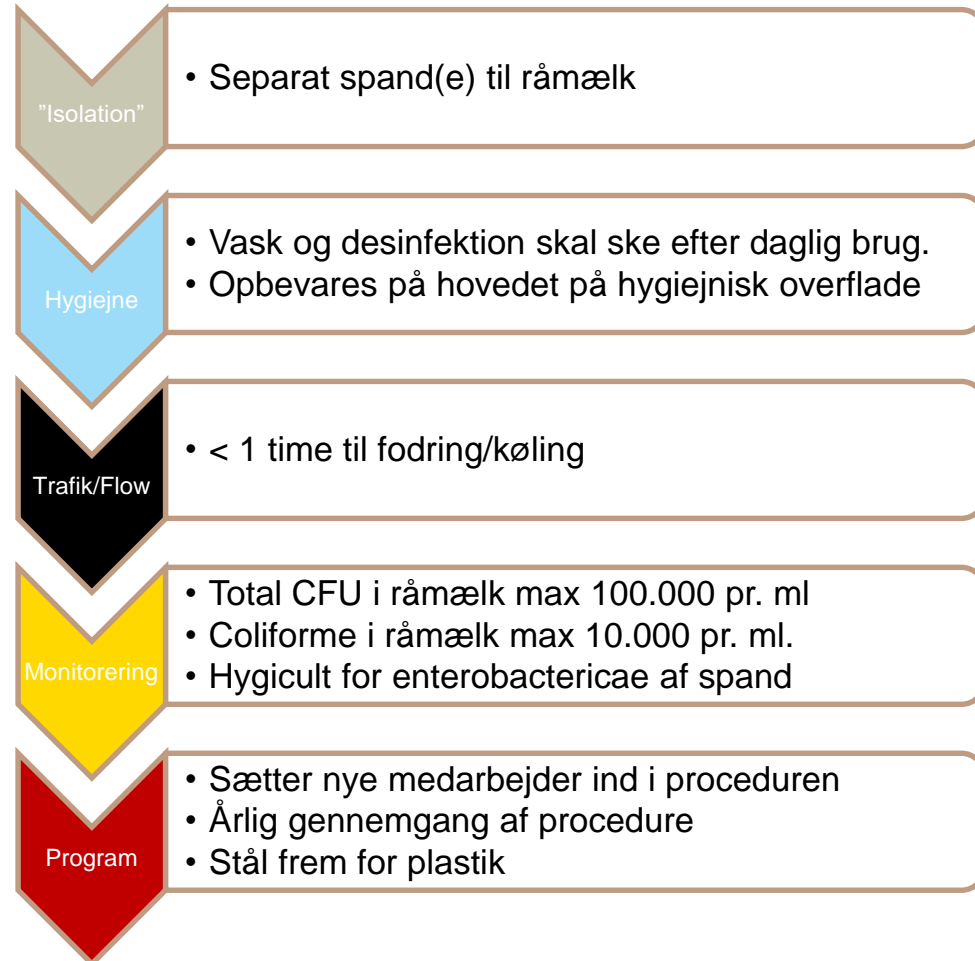 "Isolation"
• Separat spand(e) til råmælk
Hygiejne
• Vask og desinfektion skal ske efter daglig brug.
• Opbevares på hovedet på hygiejnisk overflade
Trafik/Flow
• < 1 time til fodring/køling
Monitorering
• Total CFU i råmælk max 100.000 pr. ml
• Coliforme i råmælk max 10.000 pr. ml.
• Hygicult for enterobactericae af spand
Program
• Sætter nye medarbejder ind i proceduren
• Årlig gennemgang af procedure
• Stål frem for plastik